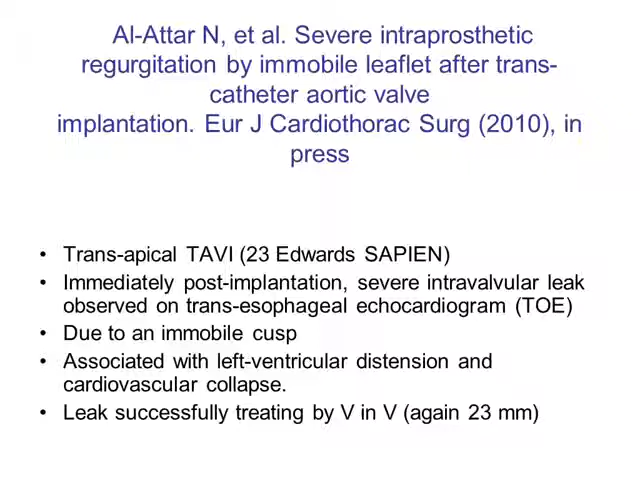 Al-Attar N, et al. Severe intraprosthetic
regurgitation by immobile leaflet after trans-
catheter aortic valve
implantation. Eur J Cardiothorac Surg (2010), in
press
• Trans-apical TAVI (23 Edwards SAPIEN)
• Immediately post-implantation, severe intravalvular leak
observed on trans-esophageal echocardiogram (TOE)
• Due to an immobile cusp
• Associated with left-ventricular distension and
cardiovascular collapse.
• Leak successfully treating by V in V (again 23 mm)